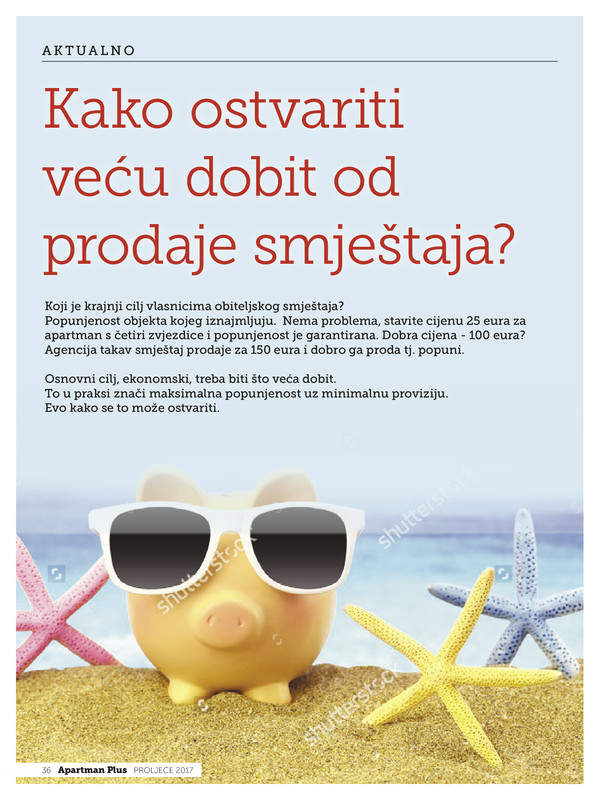 AKTUALNO
Kako ostvariti
veću dobit od
prodaje smještaja?
Koji je krajnji cilj vlasnicima obiteljskog smještaja?
Popunjenost objekta kojeg iznajmljuju. Nema problema, stavite cijenu 25 eura za
apartman s četiri zvjezdice i popunjenost je garantirana. Dobra cijena - 100 eura?
Agencija takav smještaj prodaje za 150 eura i dobro ga proda tj. popuni.
Osnovni cilj, ekonomski, treba biti što veća dobit.
To u praksi znači maksimalna popunjenost uz minimalnu proviziju.
Evo kako se to može ostvariti.
shutterstock
shutterstock
shutterstock
36 Apartman Plus PROLJEĆE 2017